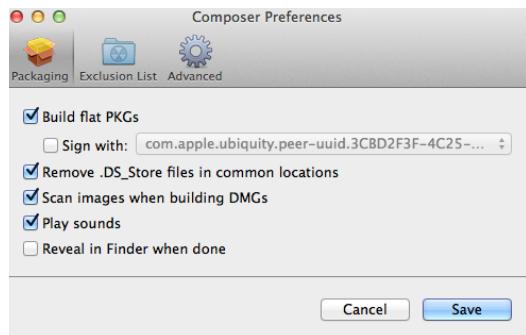 Composer Preferences
Packaging Exclusion List Advanced
Build flat PKGs
Sign with: com.apple.ubiquity.peer-uuid.3CBD2F3F-4C25-...
Remove .DS_Store files in common locations
Scan images when building DMGs
Play sounds
Reveal in Finder when done
Cancel Save